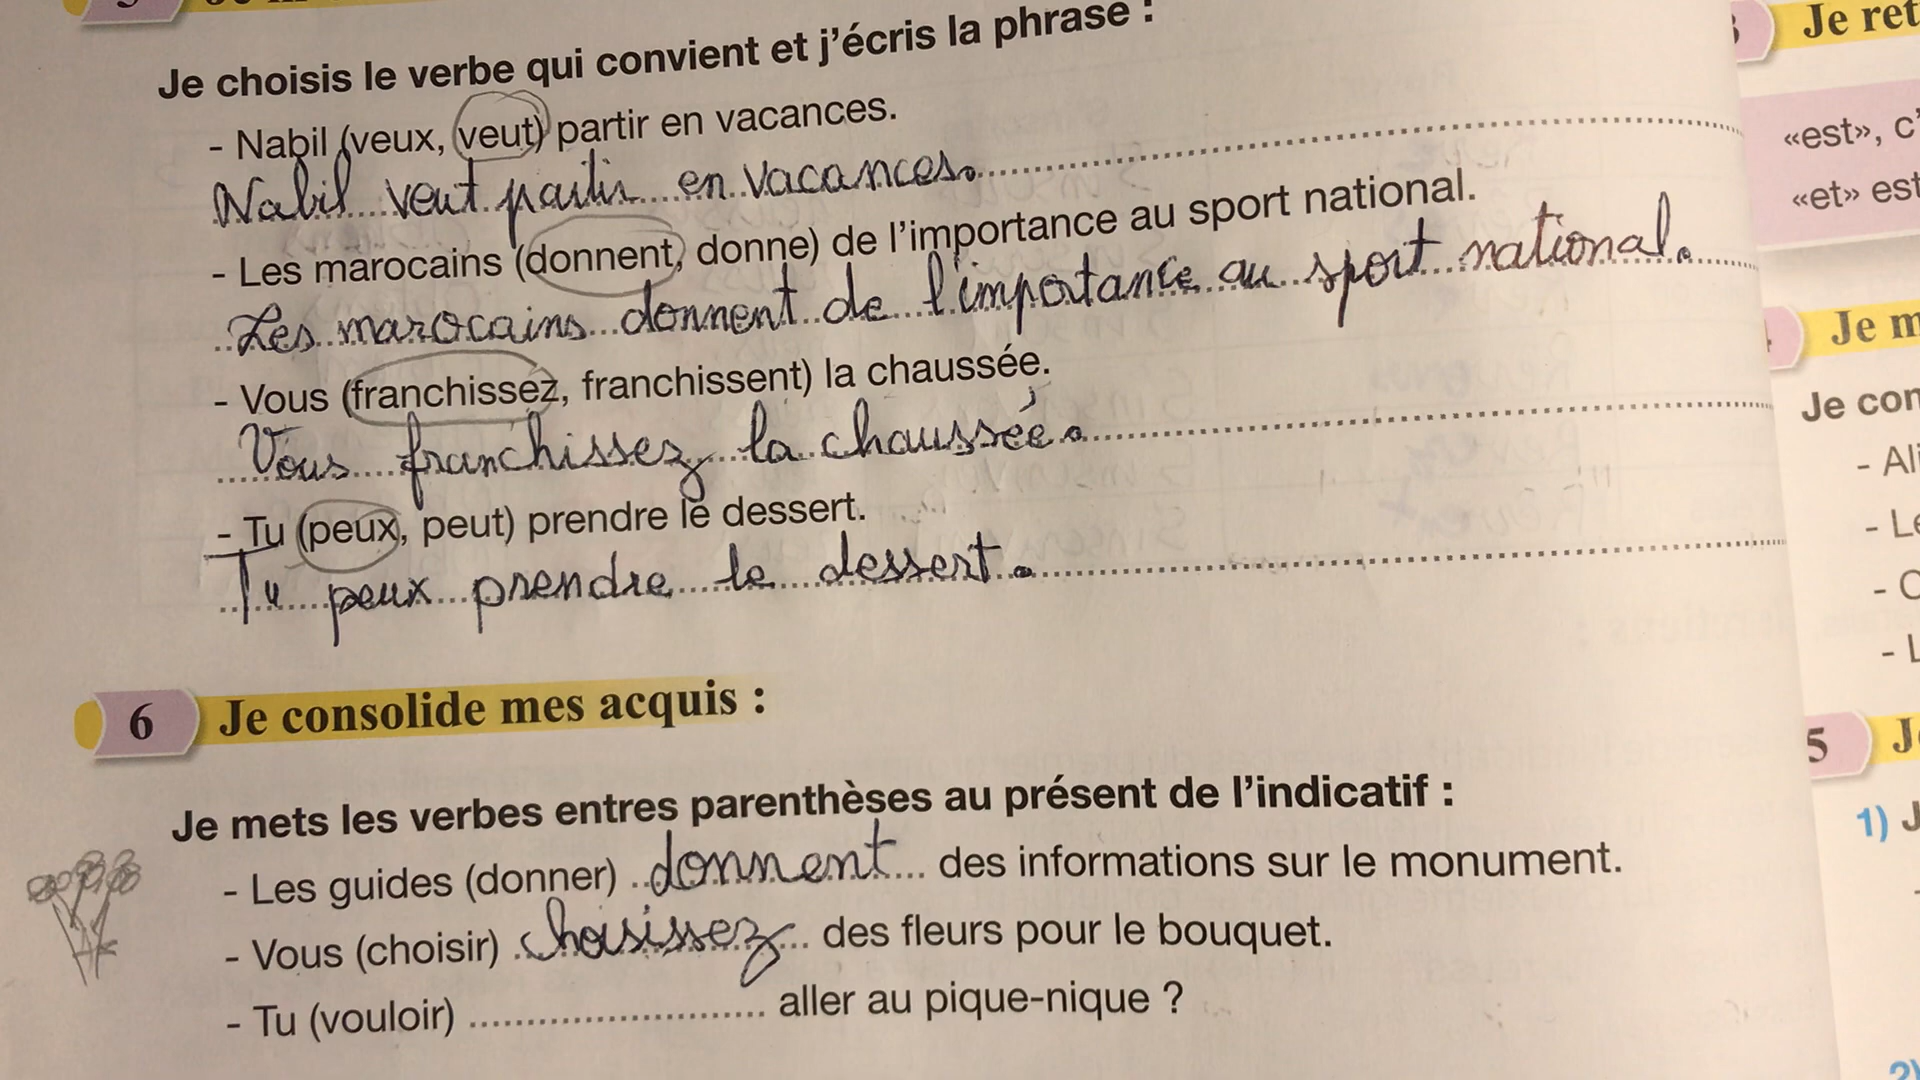 Je choisis le verbe qui convient et j'écris la phrase :
- Nabil (veux, veut) partir en vacances.
Nabil veut partir en vacances.
- Les marocains (donnent, donne) de l'importance au sport national.
Les marocains donnent de l'importance au sport national.
- Vous (franchissez, franchissent) la chaussée.
Vous franchissez la chaussée.
- Tu (peux, peut) prendre le dessert.
Tu peux prendre le dessert.
6 Je consolide mes acquis :
Je mets les verbes entres parenthèses au présent de l'indicatif :
- Les guides (donner) donnent des informations sur le monument.
- Vous (choisir) choisissez des fleurs pour le bouquet.
- Tu (vouloir) .......................... aller au pique-nique ?
Je ret
«est», c'
«et» est
Je m
Je con
- Ali
- Le
- C
- L
5 J
1) J
2)